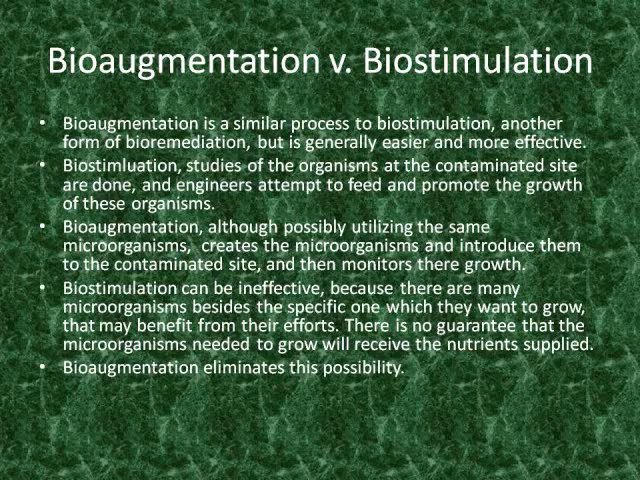 Bioaugmentation v. Biostimulation
• Bioaugmentation is a similar process to biostimulation, another
form of bioremediation, but is generally easier and more effective.
• Biostimluation, studies of the organisms at the contaminated site
are done, and engineers attempt to feed and promote the growth
of these organisms.
• Bioaugmentation, although possibly utilizing the same
microorganisms,  creates the microorganisms and introduce them
to the contaminated site, and then monitors there growth.
• Biostimulation can be ineffective, because there are many
microorganisms besides the specific one which they want to grow,
that may benefit from their efforts. There is no guarantee that the
microorganisms needed to grow will receive the nutrients supplied.
• Bioaugmentation eliminates this possibility.